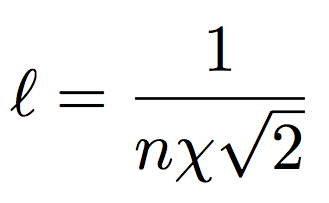 ℓ = 1 / nχ√2